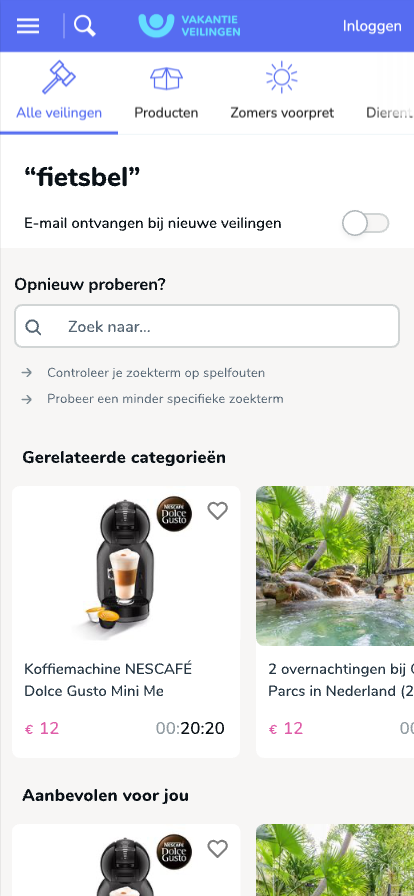 VAKANTIE
VEILINGEN
Inloggen
Alle veilingen
Producten
Zomers voorpret
Dieren
“fietsbel”
E-mail ontvangen bij nieuwe veilingen
Opnieuw proberen?
Zoek naar...
Controleer je zoekterm op spelfouten
Probeer een minder specifieke zoekterm
Gerelateerde categorieën
NESCAFÉ
Dolce
Gusto
Koffiemachine NESCAFÉ
Dolce Gusto Mini Me
€ 12
00:20:20
2 overnachtingen bij
Parcs in Nederland (2
€ 12
00
Aanbevolen voor jou
NESCAFÉ
Dolce
Gusto